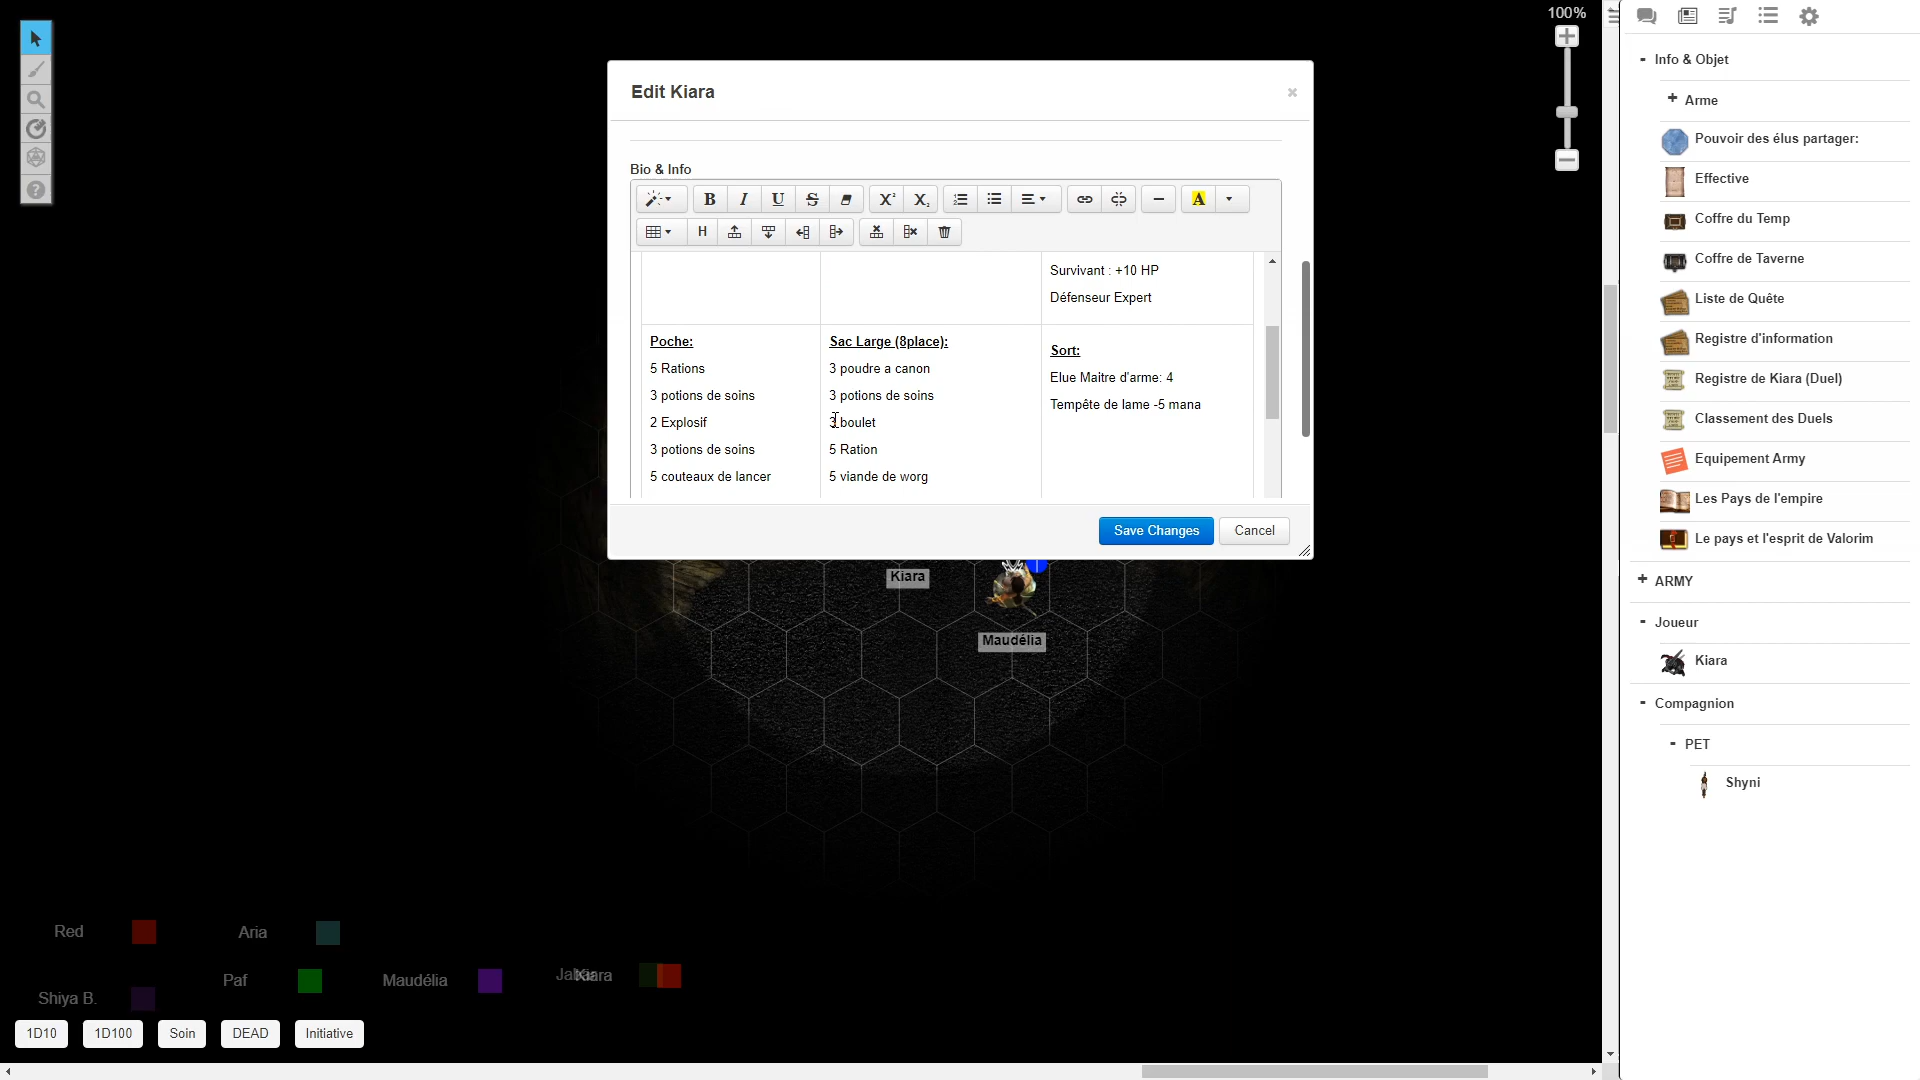 100%
Edit Kiara
Bio & Info
B I U S X² X₂ A
H
Survivant : +10 HP
Défenseur Expert
Poche:
5 Rations
3 potions de soins
2 Explosif
3 potions de soins
5 couteaux de lancer
Sac Large (8place):
3 poudre a canon
3 potions de soins
3 boulet
5 Ration
5 viande de worg
Sort:
Elue Maitre d'arme: 4
Tempête de lame -5 mana
Save Changes
Cancel
Kiara
Maudélia
Red
Aria
Paf
Maudélia
Kiara
Shiya B.
1D10
1D100
Soin
DEAD
Initiative
- Info & Objet
+ Arme
Pouvoir des élus partager:
Effective
Coffre du Temp
Coffre de Taverne
Liste de Quête
Registre d'information
Registre de Kiara (Duel)
Classement des Duels
Equipement Army
Les Pays de l'empire
Le pays et l'esprit de Valorim
+ ARMY
- Joueur
Kiara
- Compagnion
- PET
Shyni